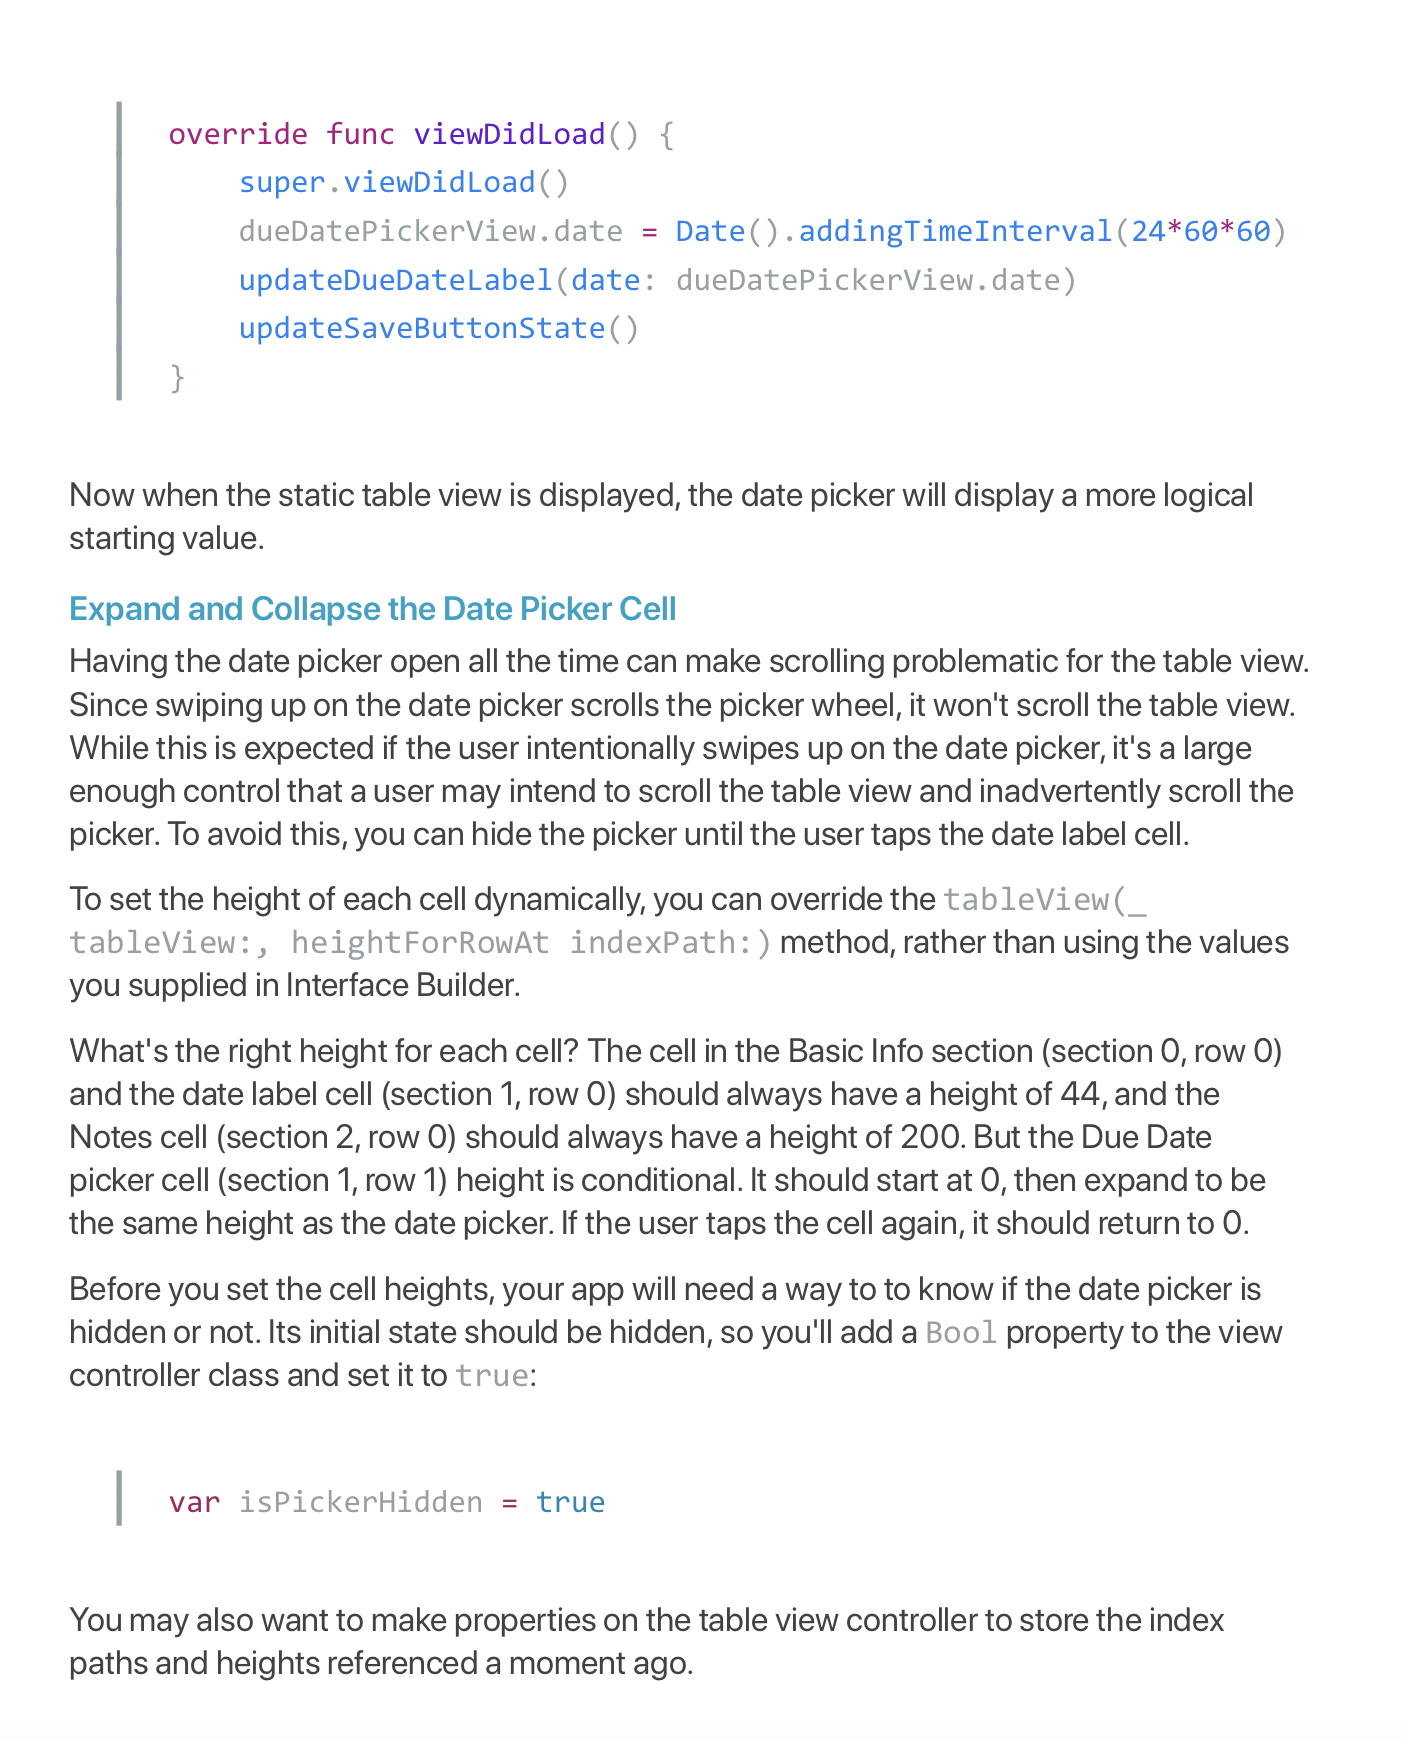 override func viewDidLoad() {
    super.viewDidLoad()
    dueDatePickerView.date = Date().addingTimeInterval(24*60*60)
    updateDueDateLabel(date: dueDatePickerView.date)
    updateSaveButtonState()
}
Now when the static table view is displayed, the date picker will display a more logical
starting value.
Expand and Collapse the Date Picker Cell
Having the date picker open all the time can make scrolling problematic for the table view.
Since swiping up on the date picker scrolls the picker wheel, it won't scroll the table view.
While this is expected if the user intentionally swipes up on the date picker, it's a large
enough control that a user may intend to scroll the table view and inadvertently scroll the
picker. To avoid this, you can hide the picker until the user taps the date label cell.
To set the height of each cell dynamically, you can override the tableView(_
tableView:, heightForRowAt indexPath:) method, rather than using the values
you supplied in Interface Builder.
What's the right height for each cell? The cell in the Basic Info section (section 0, row 0)
and the date label cell (section 1, row 0) should always have a height of 44, and the
Notes cell (section 2, row 0) should always have a height of 200. But the Due Date
picker cell (section 1, row 1) height is conditional. It should start at 0, then expand to be
the same height as the date picker. If the user taps the cell again, it should return to 0.
Before you set the cell heights, your app will need a way to to know if the date picker is
hidden or not. Its initial state should be hidden, so you'll add a Bool property to the view
controller class and set it to true:
var isPickerHidden = true
You may also want to make properties on the table view controller to store the index
paths and heights referenced a moment ago.